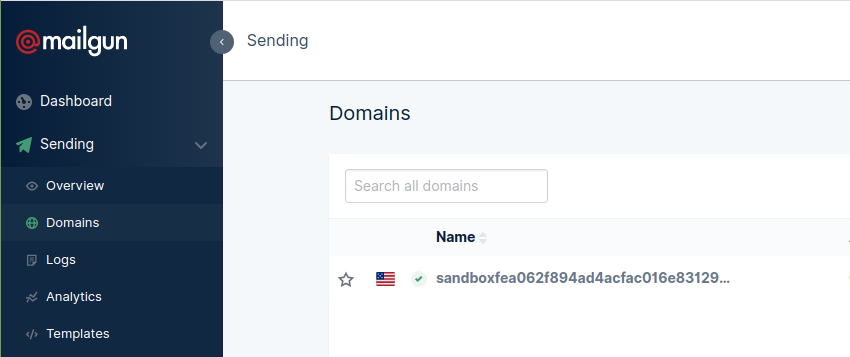 mailgun
Sending
Dashboard
Sending
Overview
Domains
Logs
Analytics
Templates
Domains
Search all domains
Name
sandboxfea062f894ad4acfac016e83129...